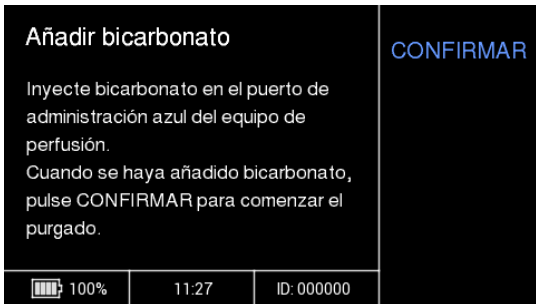 Añadir bicarbonato
CONFIRMAR
Inyecte bicarbonato en el puerto de
administración azul del equipo de
perfusión.
Cuando se haya añadido bicarbonato,
pulse CONFIRMAR para comenzar el
purgado.
100%
11:27
ID: 000000